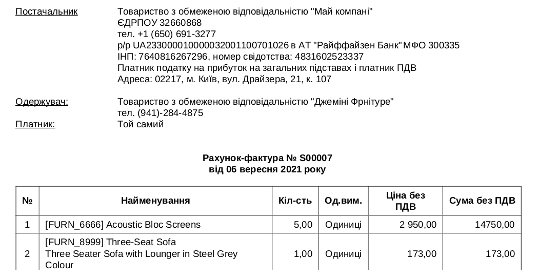 Постачальник Товариство з обмеженою відповідальністю "Май компані"
ЄДРПОУ 32660868
тел. +1 (650) 691-3277
р/р UA233000010000032001100701026 в АТ "Райффайзен Банк" МФО 300335
ІНП: 7640816267296, номер свідотства: 4831602523337
Платник податку на прибуток на загальних підставах і платник ПДВ
Адреса: 02217, м. Київ, вул. Драйзера, 21, к. 107
Одержувач: Товариство з обмеженою відповідальністю "Джеміні Фрнітуре"
тел. (941)-284-4875
Платник: Той самий
Рахунок-фактура № S00007
від 06 вересня 2021 року
№ Найменування Кіл-сть Од.вим. Ціна без ПДВ Сума без ПДВ
1 [FURN_6666] Acoustic Bloc Screens 5,00 Одиниці 2 950,00 14750,00
2 [FURN_8999] Three-Seat Sofa
Three Seater Sofa with Lounger in Steel Grey 1,00 Одиниці 173,00 173,00
Colour